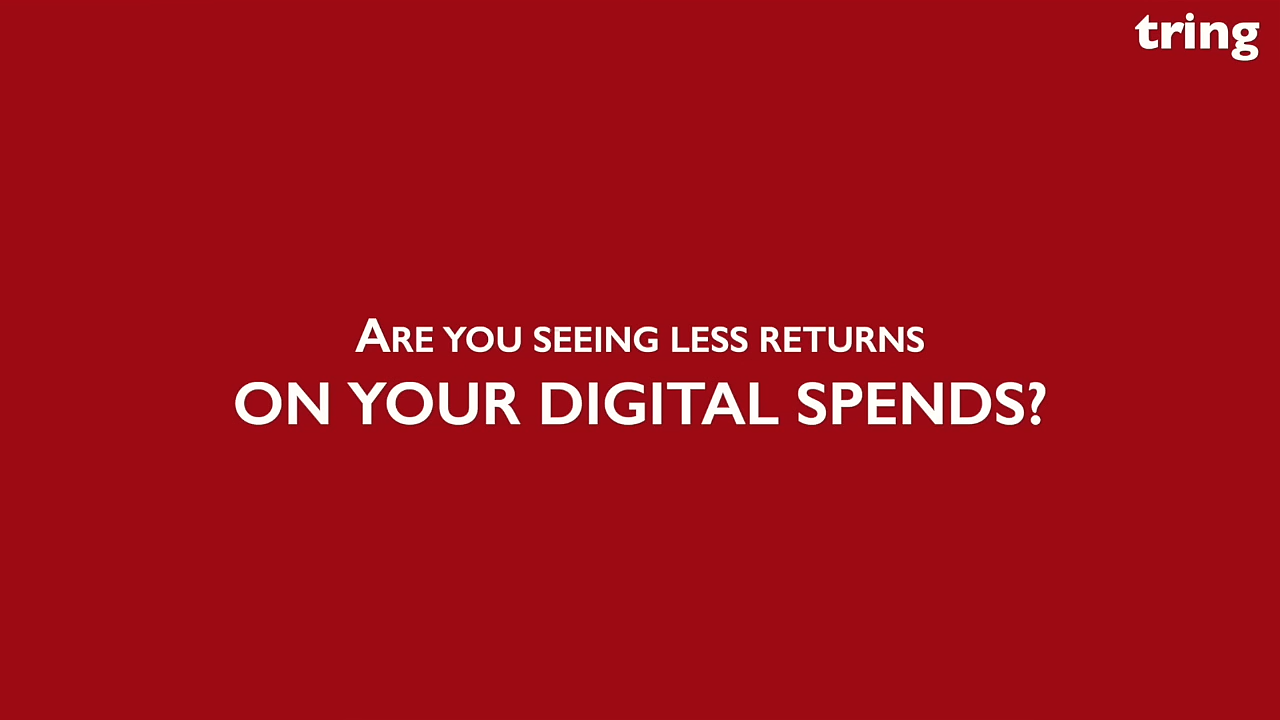 tring
ARE YOU SEEING LESS RETURNS
ON YOUR DIGITAL SPENDS?